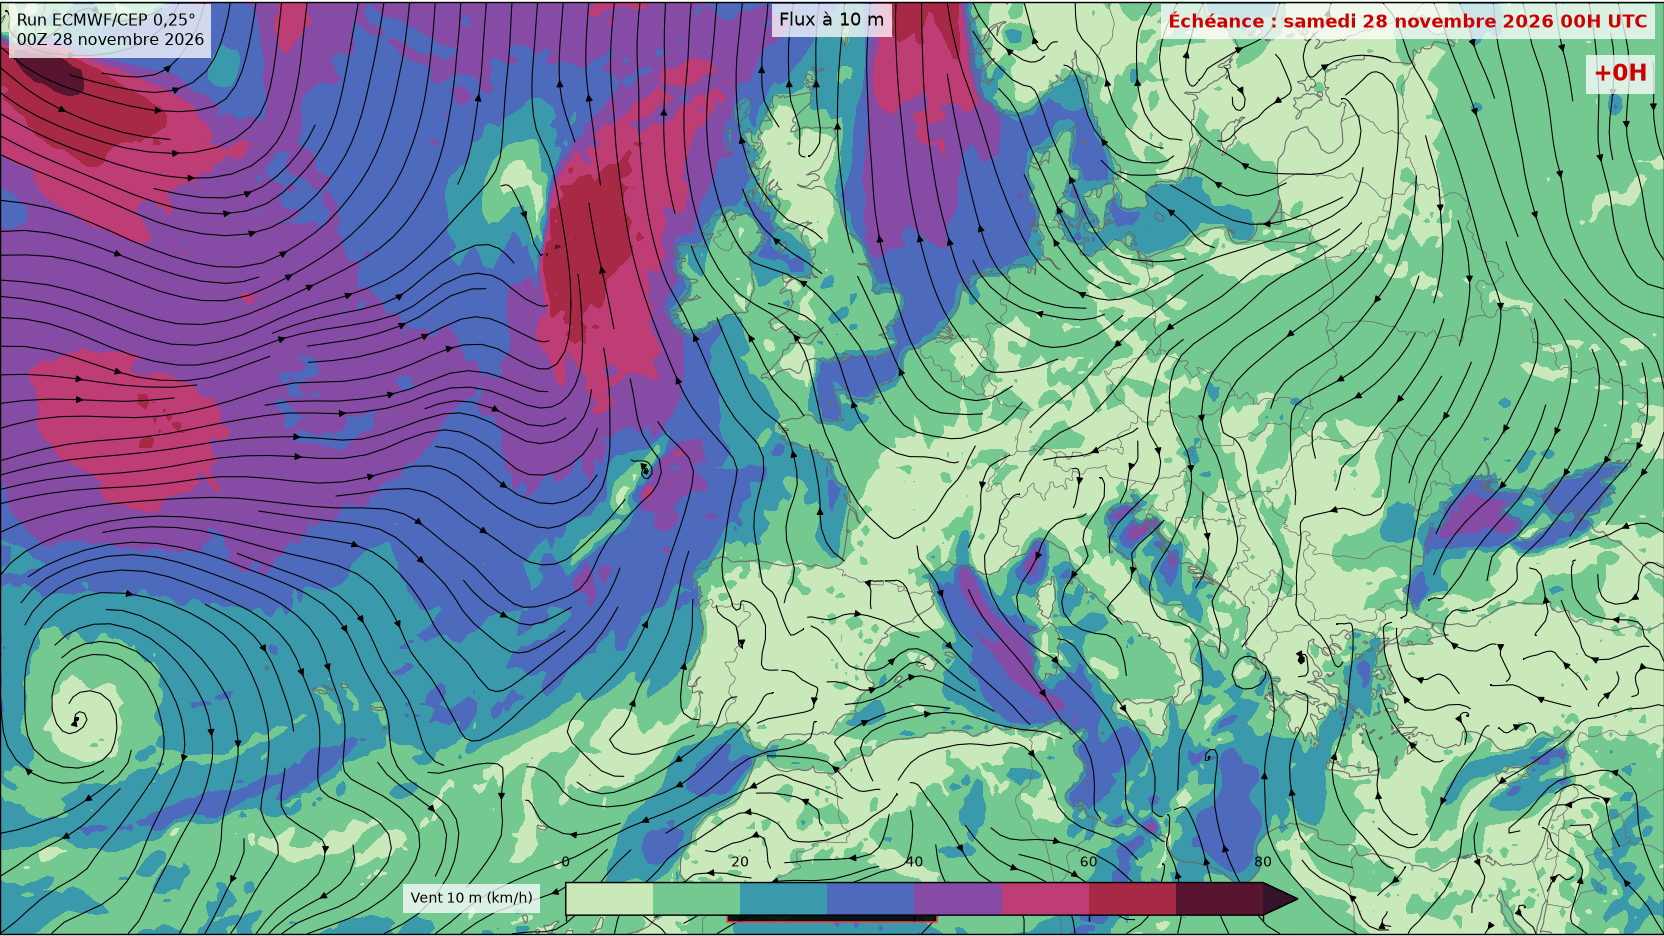 Run ECMWF/CEP 0,25°
00Z 28 novembre 2026
Flux à 10 m
Échéance : samedi 28 novembre 2026 00H UTC
+0H
0 20 40 60 80
Vent 10 m (km/h)